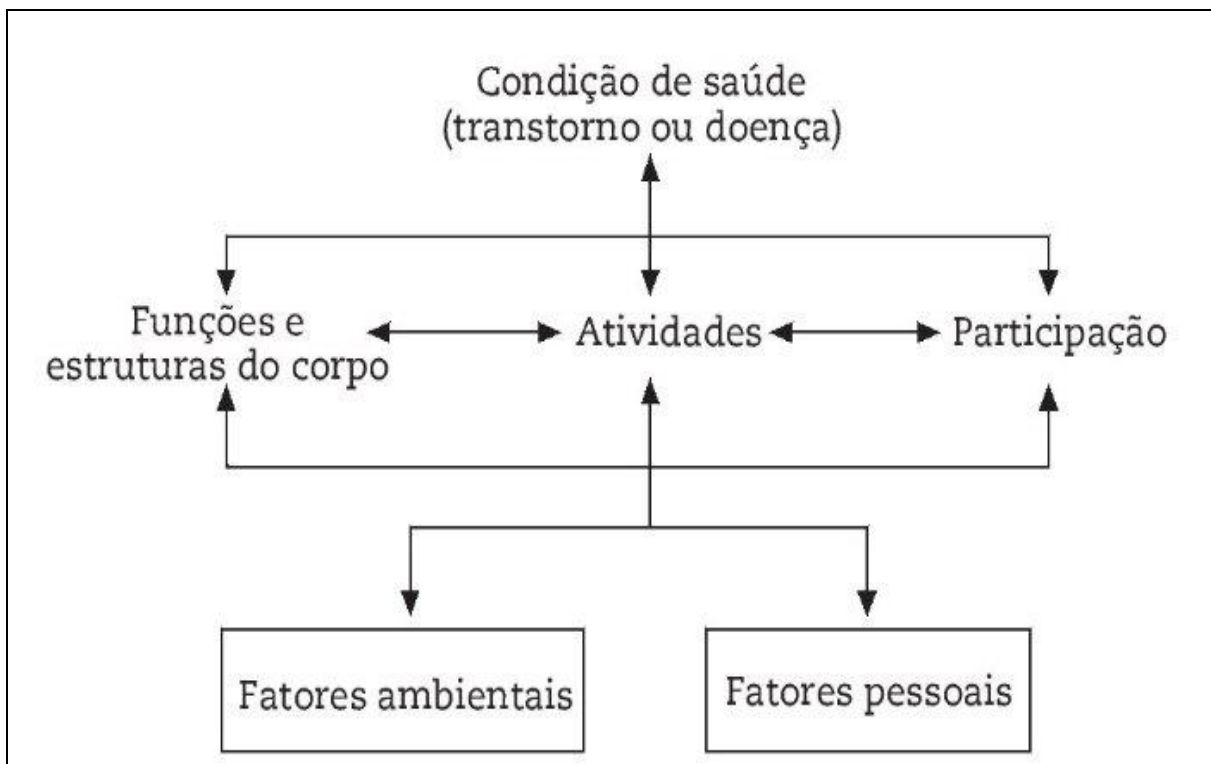 Condição de saúde
(transtorno ou doença)
Funções e
estruturas do corpo
Atividades
Participação
Fatores ambientais
Fatores pessoais